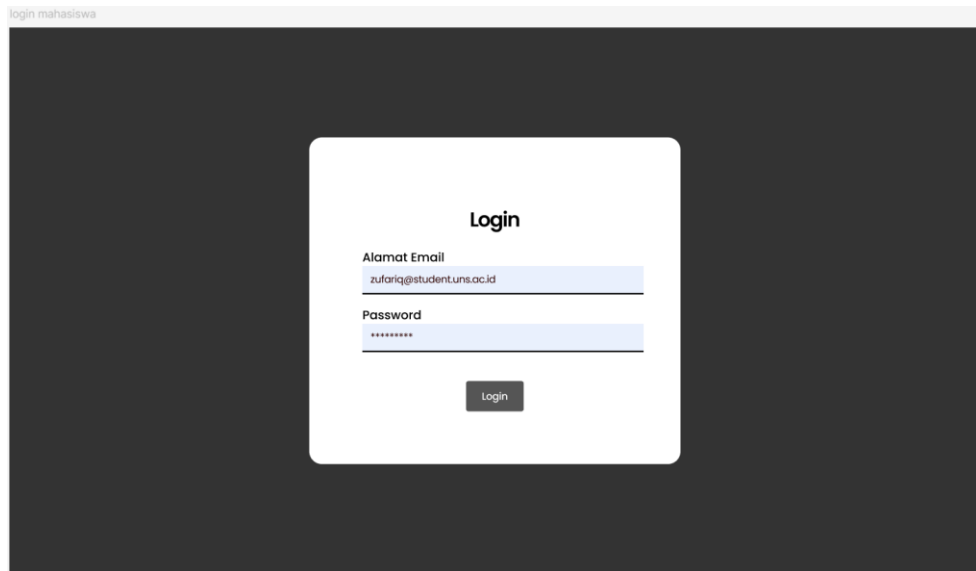 login mahasiswa
Login
Alamat Email
zufariq@student.uns.ac.id
Password
*********
Login